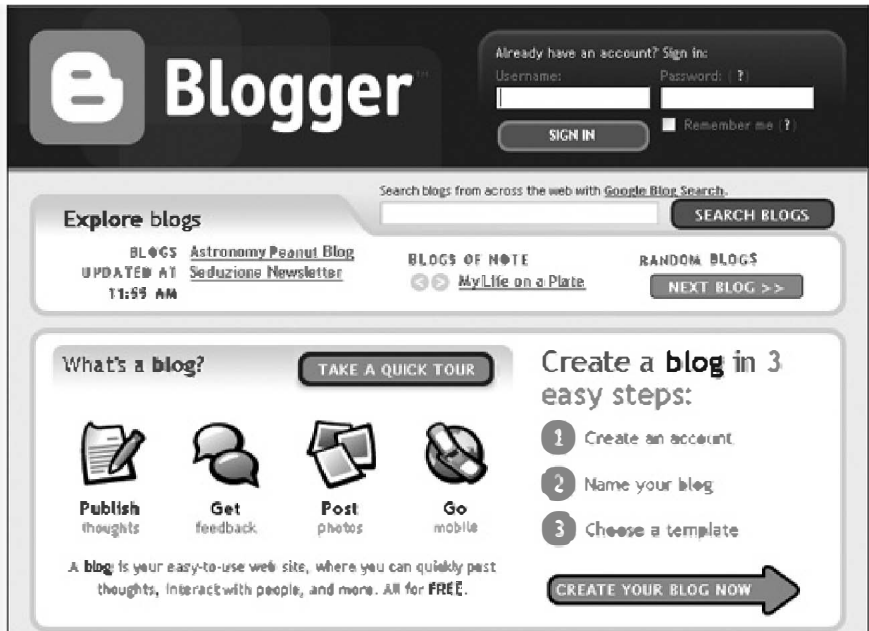 Blogger™
Already have an account? Sign in:
Username: Password: (?)
SIGN IN Remember me (?)
Search blogs from across the web with Google Blog Search.
Explore blogs SEARCH BLOGS
BLOGS UPDATED AT 11:55 AM
Astronomy Peanut Blog
Seduzione Newsletter
BLOGS OF NOTE
My Life on a Plate
RANDOM BLOGS
NEXT BLOG >>
What's a blog? TAKE A QUICK TOUR
Publish thoughts
Get feedback
Post photos
Go mobile
A blog is your easy-to-use web site, where you can quickly post
thoughts, interact with people, and more. All for FREE.
Create a blog in 3
easy steps:
1 Create an account
2 Name your blog
3 Choose a template
CREATE YOUR BLOG NOW